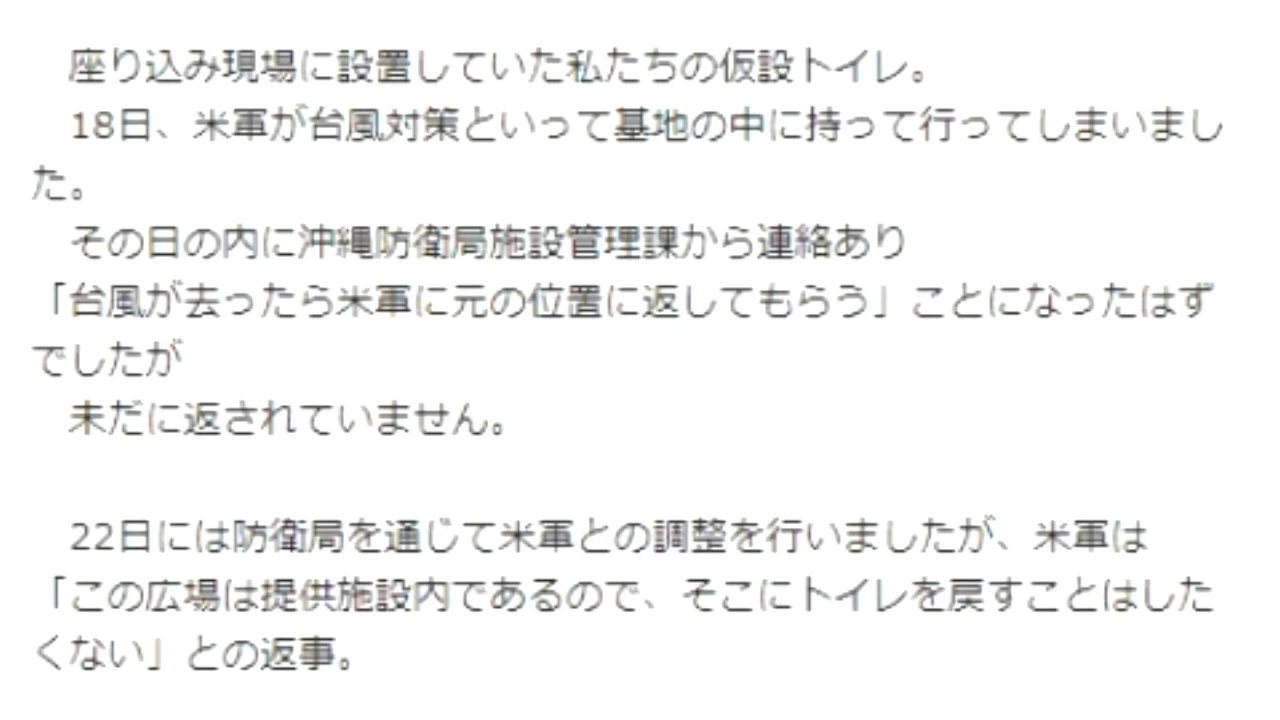 座り込み現場に設置していた私たちの仮設トイレ。
18日、米軍が台風対策といって基地の中に持って行ってしまいまし
た。
その日の内に沖縄防衛局施設管理課から連絡あり
「台風が去ったら米軍に元の位置に返してもらう」ことになったはず
でしたが
未だに返されていません。
22日には防衛局を通じて米軍との調整を行いましたが、米軍は
「この広場は提供施設内であるので、そこにトイレを戻すことはした
くない」との返事。